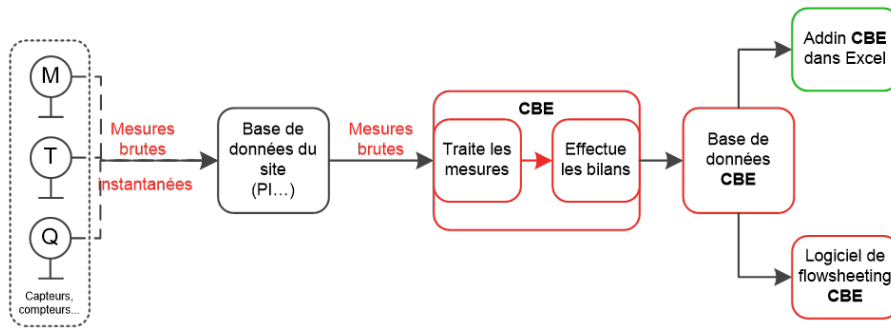 M
T
Q
Capteurs,
compteurs...
Mesures
brutes
instantanées
Base de
données du
site
(PI...)
Mesures
brutes
CBE
Traite les
mesures
Effectue
les bilans
Base de
données
CBE
Addin CBE
dans Excel
Logiciel de
flowsheeting
CBE